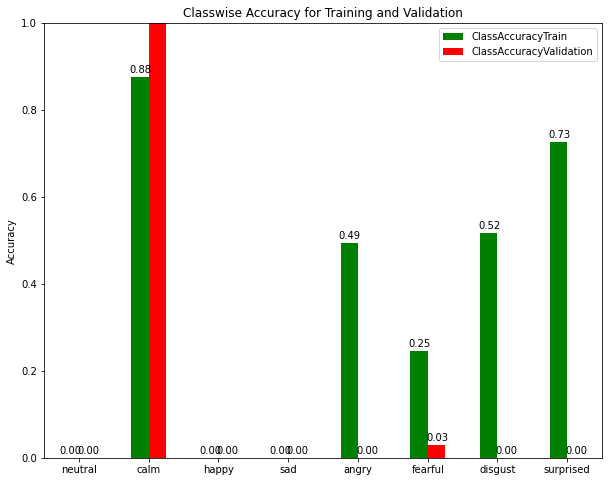 Classwise Accuracy for Training and Validation
ClassAccuracyTrain
ClassAccuracyValidation
Accuracy
1.0
0.8
0.6
0.4
0.2
0.0
0.00 0.00
0.88
0.00 0.00
0.00 0.00
0.49 0.00
0.25 0.03
0.52 0.00
0.73 0.00
neutral calm happy sad angry fearful disgust surprised